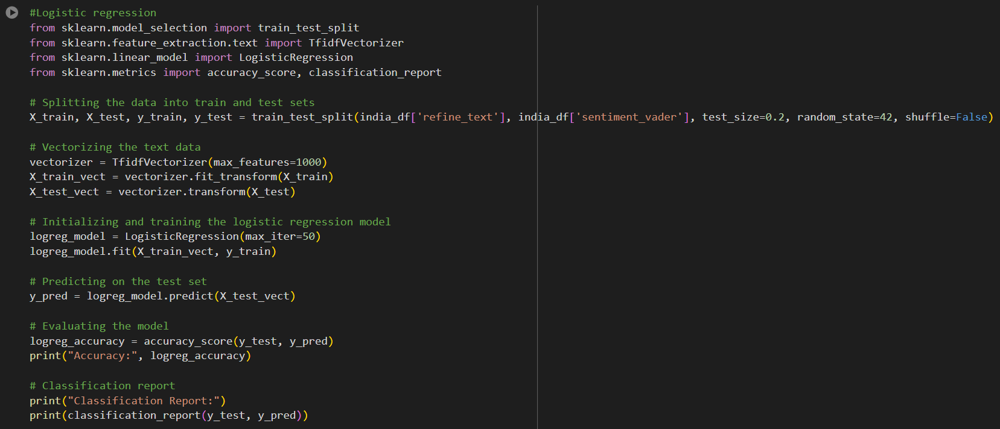 #Logistic regression
from sklearn.model_selection import train_test_split
from sklearn.feature_extraction.text import TfidfVectorizer
from sklearn.linear_model import LogisticRegression
from sklearn.metrics import accuracy_score, classification_report
# Splitting the data into train and test sets
X_train, X_test, y_train, y_test = train_test_split(india_df['refine_text'], india_df['sentiment_vader'], test_size=0.2, random_state=42, shuffle=False)
# Vectorizing the text data
vectorizer = TfidfVectorizer(max_features=1000)
X_train_vect = vectorizer.fit_transform(X_train)
X_test_vect = vectorizer.transform(X_test)
# Initializing and training the logistic regression model
logreg_model = LogisticRegression(max_iter=50)
logreg_model.fit(X_train_vect, y_train)
# Predicting on the test set
y_pred = logreg_model.predict(X_test_vect)
# Evaluating the model
logreg_accuracy = accuracy_score(y_test, y_pred)
print("Accuracy:", logreg_accuracy)
# Classification report
print("Classification Report:")
print(classification_report(y_test, y_pred))